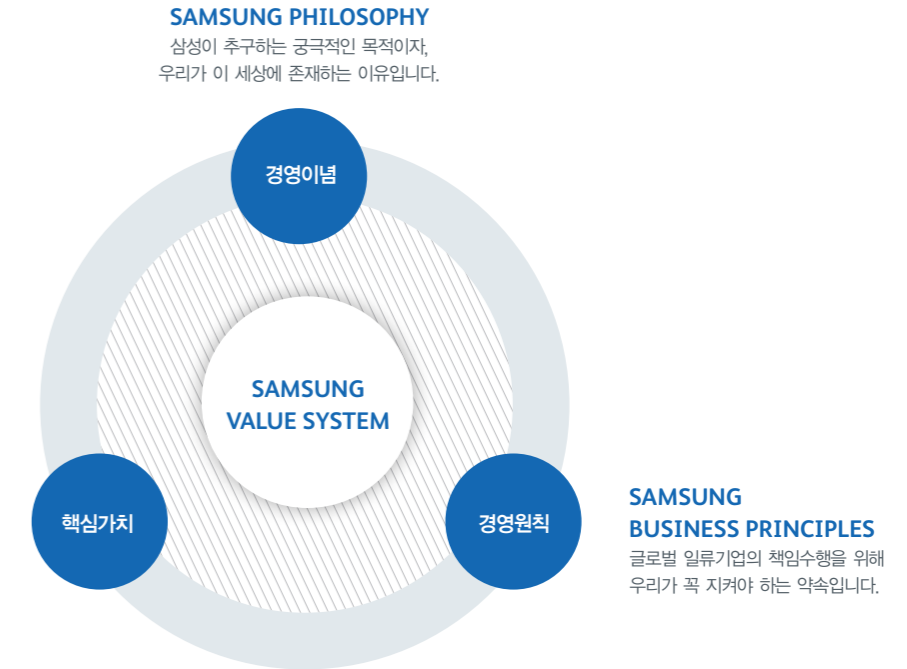 SAMSUNG PHILOSOPHY
삼성이 추구하는 궁극적인 목적이자,
우리가 이 세상에 존재하는 이유입니다.
경영이념
SAMSUNG
VALUE SYSTEM
핵심가치
경영원칙
SAMSUNG
BUSINESS PRINCIPLES
글로벌 일류기업의 책임수행을 위해
우리가 꼭 지켜야 하는 약속입니다.